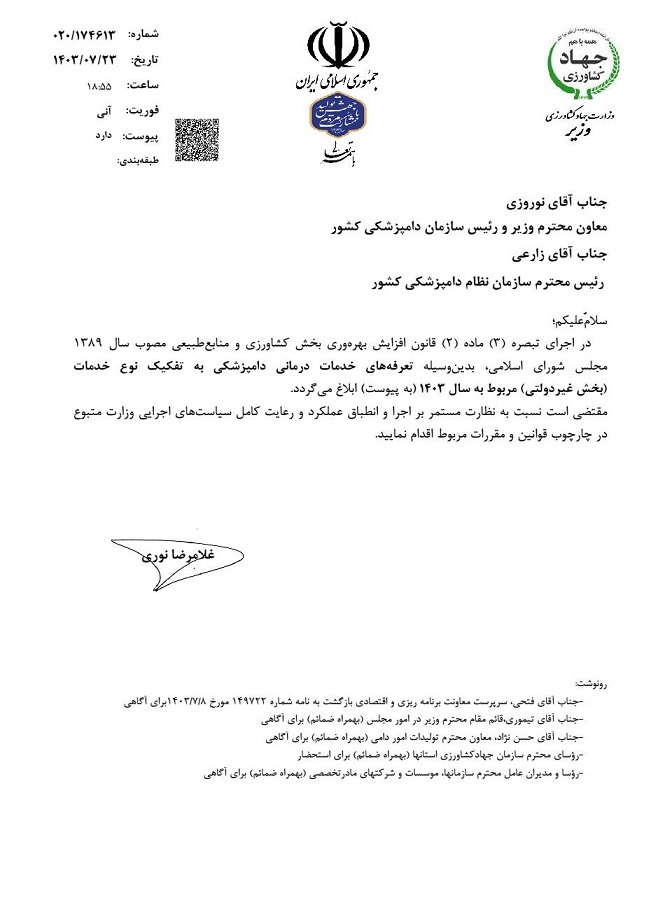 شماره: ۰۲۰/۱۷۴۶۱۳
تاریخ: ۱۴۰۳/۰۷/۲۳
ساعت: ۱۸:۵۵
فوریت: آنی
پیوست: دارد
طبقه‌بندی:
جمهوری اسلامی ایران
باسمه تعالی
همه با هم
جهاد
کشاورزی
وزارت جهاد کشاورزی
وزیر
جناب آقای نوروزی
معاون محترم وزیر و رئیس سازمان دامپزشکی کشور
جناب آقای زارعی
رئیس محترم سازمان نظام دامپزشکی کشور
سلامٌ‌علیکم؛
در اجرای تبصره (۳) ماده (۲) قانون افزایش بهره‌وری بخش کشاورزی و منابع‌طبیعی مصوب سال ۱۳۸۹
مجلس شورای اسلامی، بدین‌وسیله تعرفه‌های خدمات درمانی دامپزشکی به تفکیک نوع خدمات
(بخش غیردولتی) مربوط به سال ۱۴۰۳ (به پیوست) ابلاغ می‌گردد.
مقتضی است نسبت به نظارت مستمر بر اجرا و انطباق عملکرد و رعایت کامل سیاست‌های اجرایی وزارت متبوع
در چارچوب قوانین و مقررات مربوط اقدام نمایید.
غلامرضا نوری
رونوشت:
-جناب آقای فتحی، سرپرست معاونت برنامه ریزی و اقتصادی بازگشت به نامه شماره ۱۴۹۷۲۲ مورخ ۱۴۰۳/۷/۸برای آگاهی
-جناب آقای تیموری،قائم مقام محترم وزیر در امور مجلس (بهمراه ضمائم) برای آگاهی
-جناب آقای حسن نژاد، معاون محترم تولیدات امور دامی (بهمراه ضمائم) برای آگاهی
-رؤسای محترم سازمان جهادکشاورزی استانها (بهمراه ضمائم) برای استحضار
-رؤسا و مدیران عامل محترم سازمانها، موسسات و شرکتهای مادرتخصصی (بهمراه ضمائم) برای آگاهی